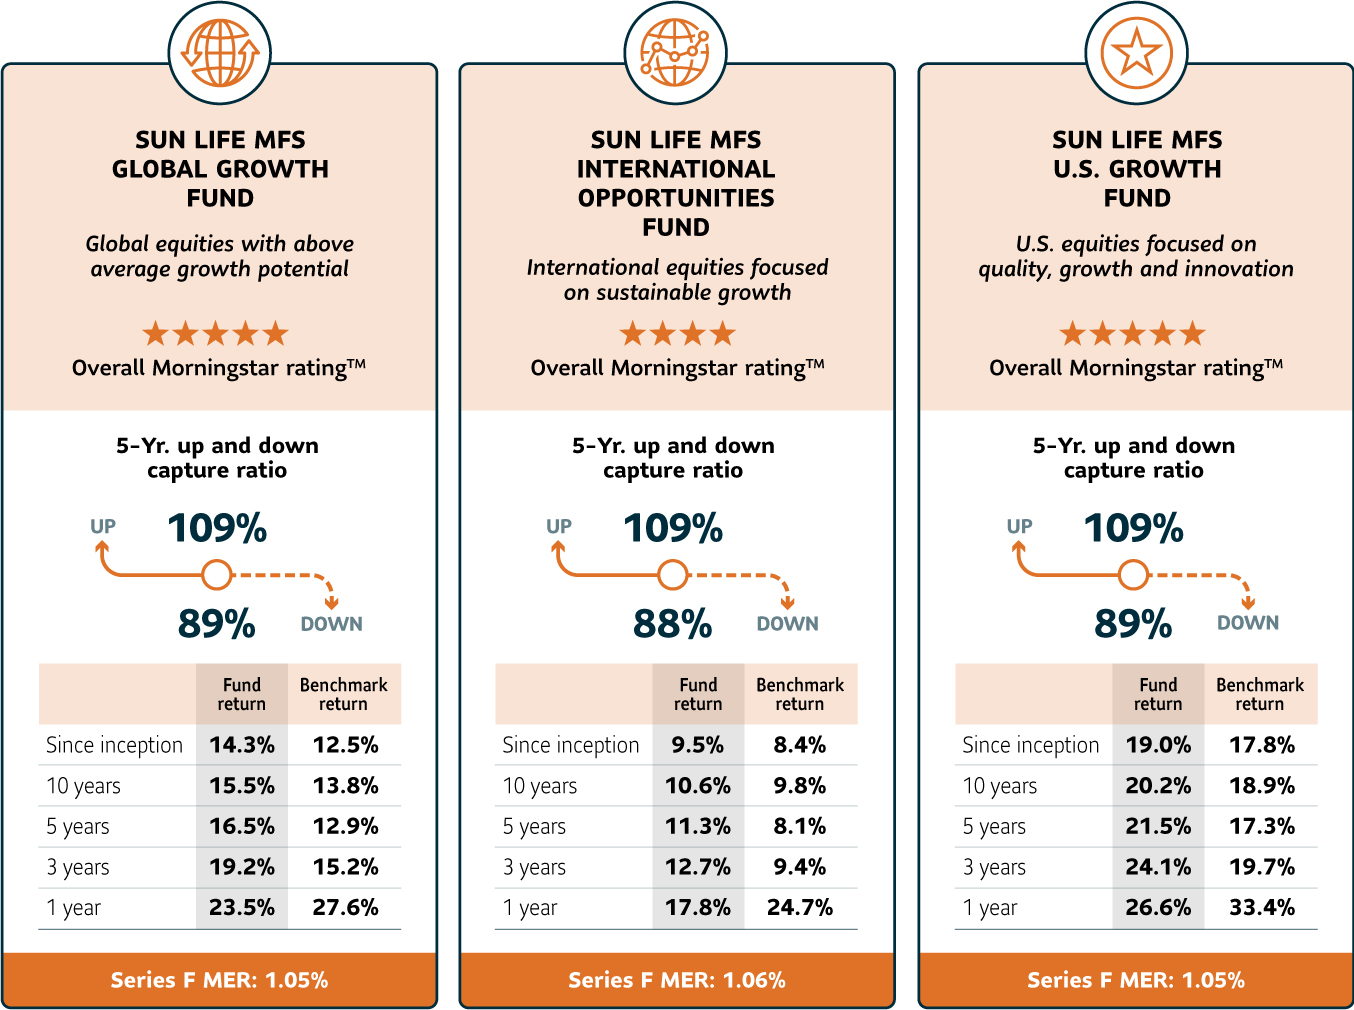 SUN LIFE MFS
GLOBAL GROWTH
FUND
Global equities with above
average growth potential
Overall Morningstar rating™
5-Yr. up and down
capture ratio
UP 109%
89% DOWN
Fund return Benchmark return
Since inception 14.3% 12.5%
10 years 15.5% 13.8%
5 years 16.5% 12.9%
3 years 19.2% 15.2%
1 year 23.5% 27.6%
Series F MER: 1.05%
SUN LIFE MFS
INTERNATIONAL
OPPORTUNITIES
FUND
International equities focused
on sustainable growth
Overall Morningstar rating™
5-Yr. up and down
capture ratio
UP 109%
88% DOWN
Fund return Benchmark return
Since inception 9.5% 8.4%
10 years 10.6% 9.8%
5 years 11.3% 8.1%
3 years 12.7% 9.4%
1 year 17.8% 24.7%
Series F MER: 1.06%
SUN LIFE MFS
U.S. GROWTH
FUND
U.S. equities focused on
quality, growth and innovation
Overall Morningstar rating™
5-Yr. up and down
capture ratio
UP 109%
89% DOWN
Fund return Benchmark return
Since inception 19.0% 17.8%
10 years 20.2% 18.9%
5 years 21.5% 17.3%
3 years 24.1% 19.7%
1 year 26.6% 33.4%
Series F MER: 1.05%